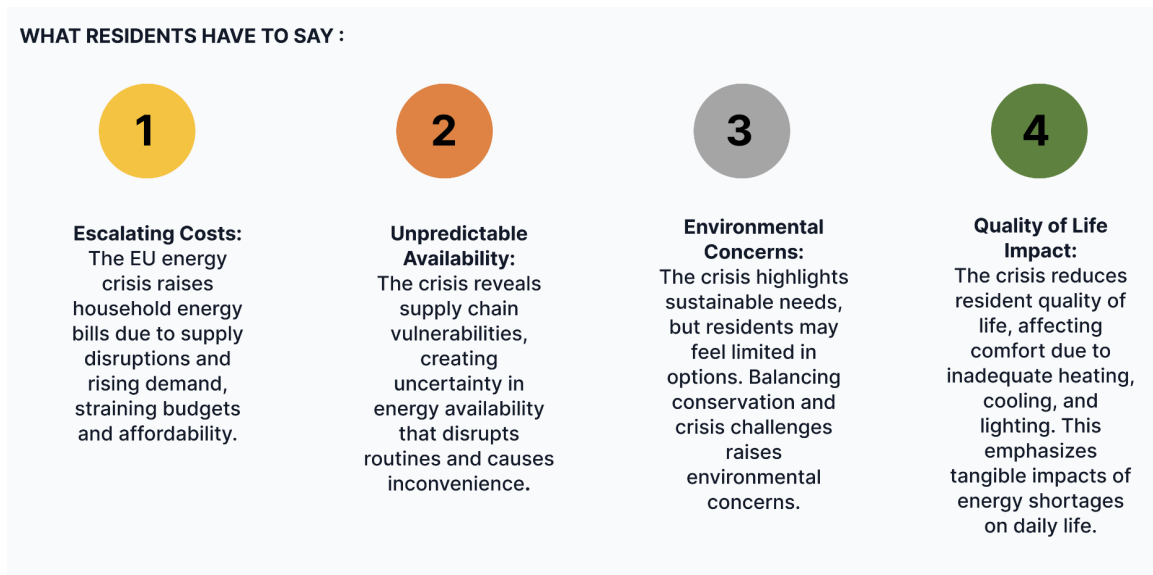 WHAT RESIDENTS HAVE TO SAY :
1
Escalating Costs:
The EU energy
crisis raises
household energy
bills due to supply
disruptions and
rising demand,
straining budgets
and affordability.
2
Unpredictable
Availability:
The crisis reveals
supply chain
vulnerabilities,
creating
uncertainty in
energy availability
that disrupts
routines and causes
inconvenience.
3
Environmental
Concerns:
The crisis highlights
sustainable needs,
but residents may
feel limited in
options. Balancing
conservation and
crisis challenges
raises
environmental
concerns.
4
Quality of Life
Impact:
The crisis reduces
resident quality of
life, affecting
comfort due to
inadequate heating,
cooling, and
lighting. This
emphasizes
tangible impacts of
energy shortages
on daily life.